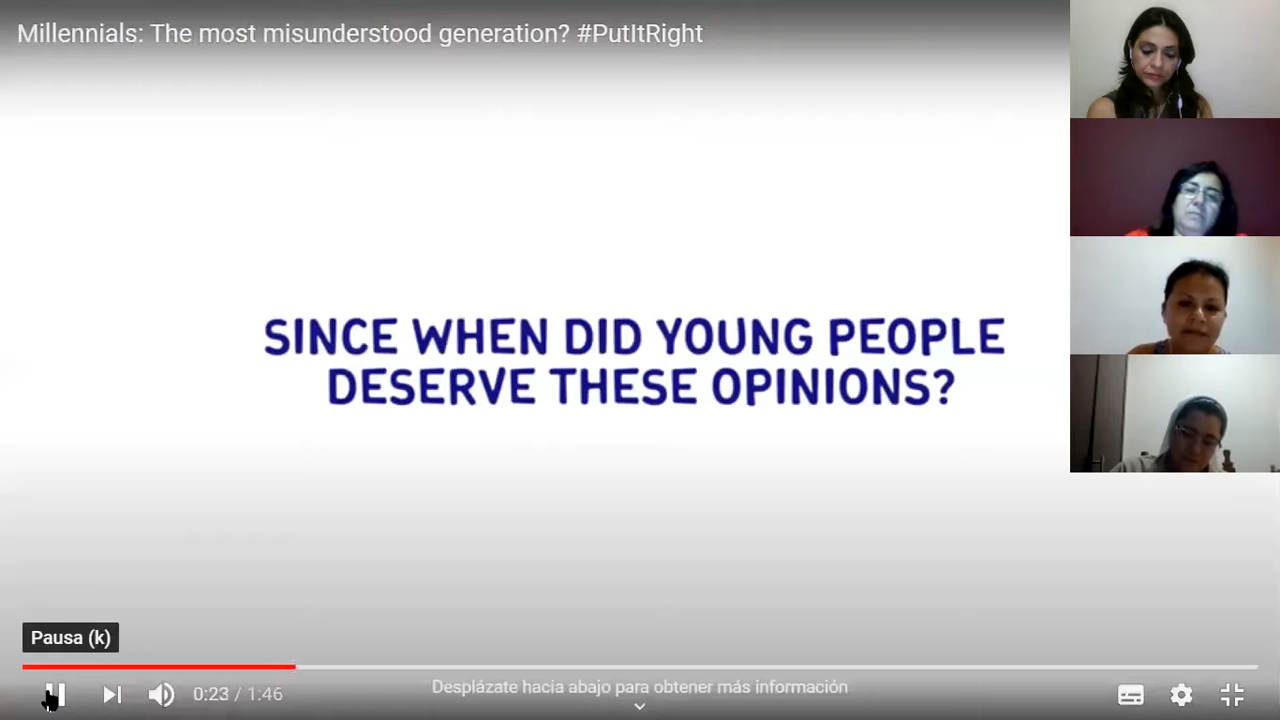 Millennials: The most misunderstood generation? #PutItRight
SINCE WHEN DID YOUNG PEOPLE
DESERVE THESE OPINIONS?
Pausa (k)
0:23 / 1:46
Desplázate hacia abajo para obtener más información